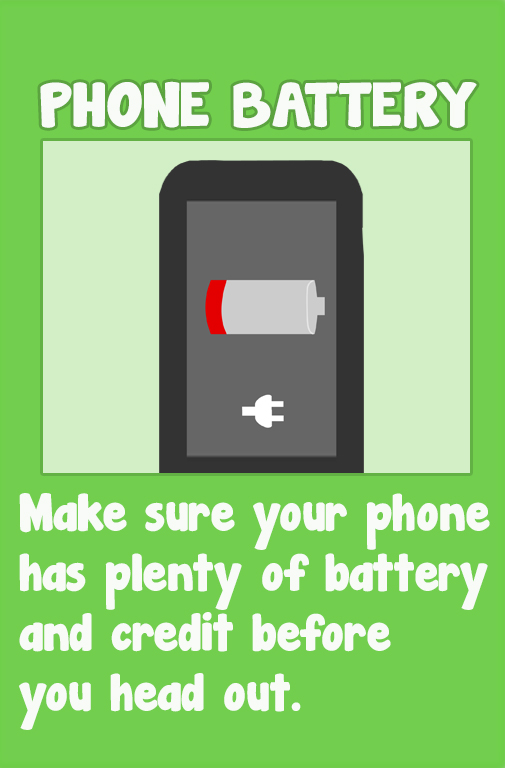 PHONE BATTERY
Make sure your phone
has plenty of battery
and credit before
you head out.